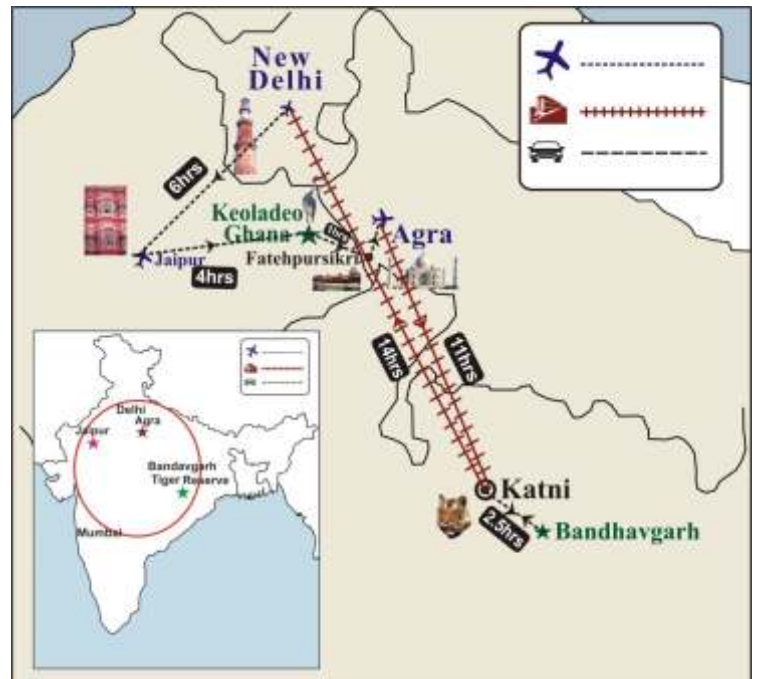 New
Delhi
6hrs
Keoladeo
Ghana
Agra
Jaipur
Fatehpursikri
4hrs
14hrs
11hrs
Katni
2.5hrs
Bandhavgarh
Delhi
Agra
Jaipur
Bandavgarh
Tiger Reserve
Mumbai